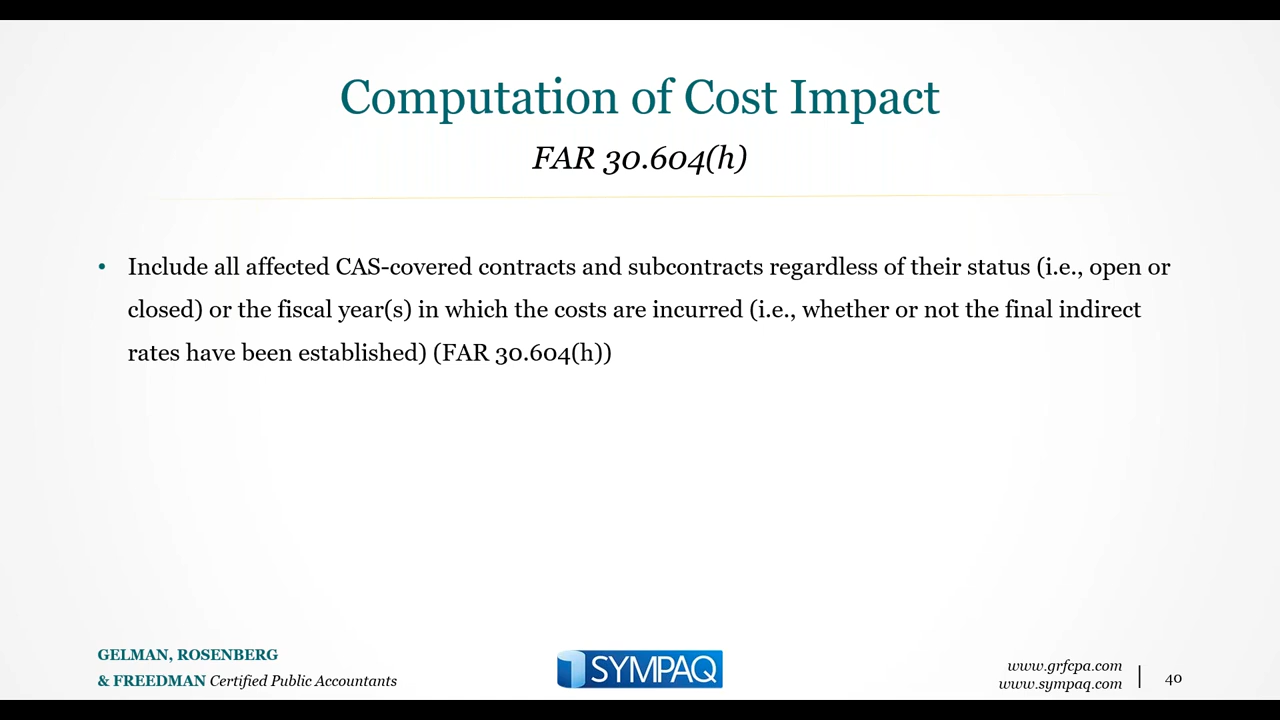 Computation of Cost Impact
FAR 30.604(h)
• Include all affected CAS-covered contracts and subcontracts regardless of their status (i.e., open or
closed) or the fiscal year(s) in which the costs are incurred (i.e., whether or not the final indirect
rates have been established) (FAR 30.604(h))
GELMAN, ROSENBERG
& FREEDMAN Certified Public Accountants
SYMPAQ
www.grfcpa.com
www.sympaq.com
40